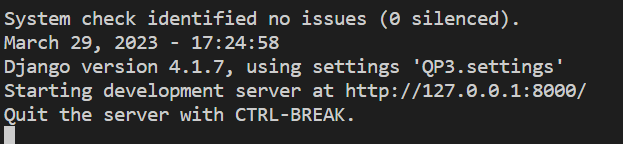 System check identified no issues (0 silenced).
March 29, 2023 - 17:24:58
Django version 4.1.7, using settings 'QP3.settings'
Starting development server at http://127.0.0.1:8000/
Quit the server with CTRL-BREAK.